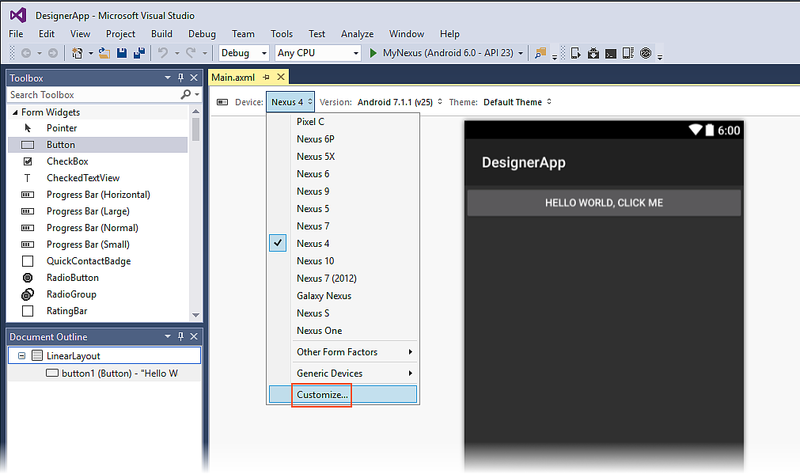 DesignerApp - Microsoft Visual Studio
File Edit View Project Build Debug Team Tools Test Analyze Window Help
Debug Any CPU MyNexus (Android 6.0 - API 23)
Toolbox
Search Toolbox
Form Widgets
Pointer
Button
CheckBox
CheckedTextView
Progress Bar (Horizontal)
Progress Bar (Large)
Progress Bar (Normal)
Progress Bar (Small)
QuickContactBadge
RadioButton
RadioGroup
RatingBar
Document Outline
LinearLayout
button1 (Button) - "Hello W
Main.axml
Device: Nexus 4 Version: Android 7.1.1 (v25) Theme: Default Theme
Pixel C
Nexus 6P
Nexus 5X
Nexus 6
Nexus 9
Nexus 5
Nexus 7
Nexus 4
Nexus 10
Nexus 7 (2012)
Galaxy Nexus
Nexus S
Nexus One
Other Form Factors
Generic Devices
Customize...
6:00
DesignerApp
HELLO WORLD, CLICK ME